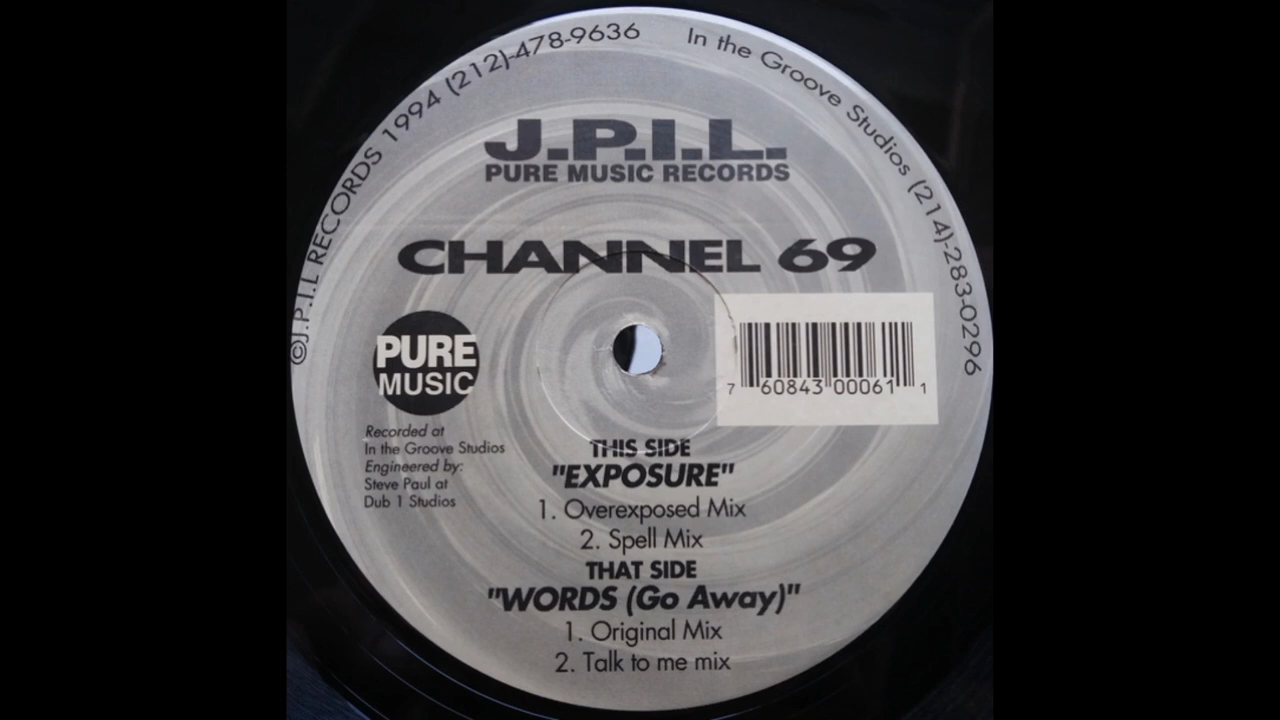 ©J.P.I.L RECORDS 1994 (212)-478-9636
In the Groove Studios (214)-283-0296
J.P.I.L.
PURE MUSIC RECORDS
CHANNEL 69
PURE
MUSIC
7 60843 00061 1
Recorded at
In the Groove Studios
Engineered by:
Steve Paul at
Dub 1 Studios
THIS SIDE
"EXPOSURE"
1. Overexposed Mix
2. Spell Mix
THAT SIDE
"WORDS (Go Away)"
1. Original Mix
2. Talk to me mix